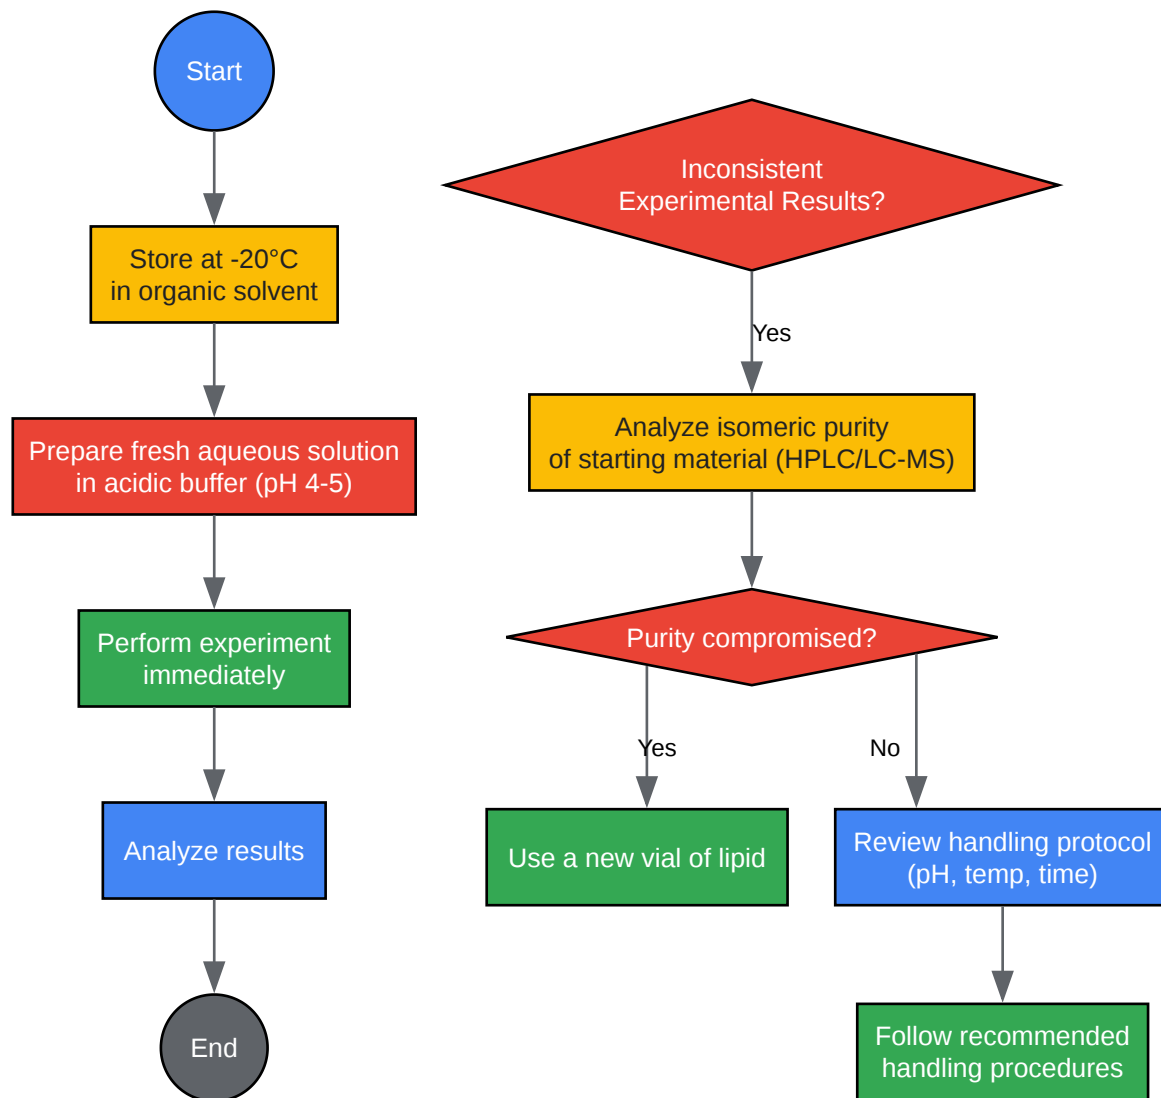 Start
Store at -20°C
in organic solvent
Prepare fresh aqueous solution
in acidic buffer (pH 4-5)
Perform experiment
immediately
Analyze results
End
Inconsistent
Experimental Results?
Yes
Analyze isomeric purity
of starting material (HPLC/LC-MS)
Purity compromised?
Yes
No
Use a new vial of lipid
Review handling protocol
(pH, temp, time)
Follow recommended
handling procedures